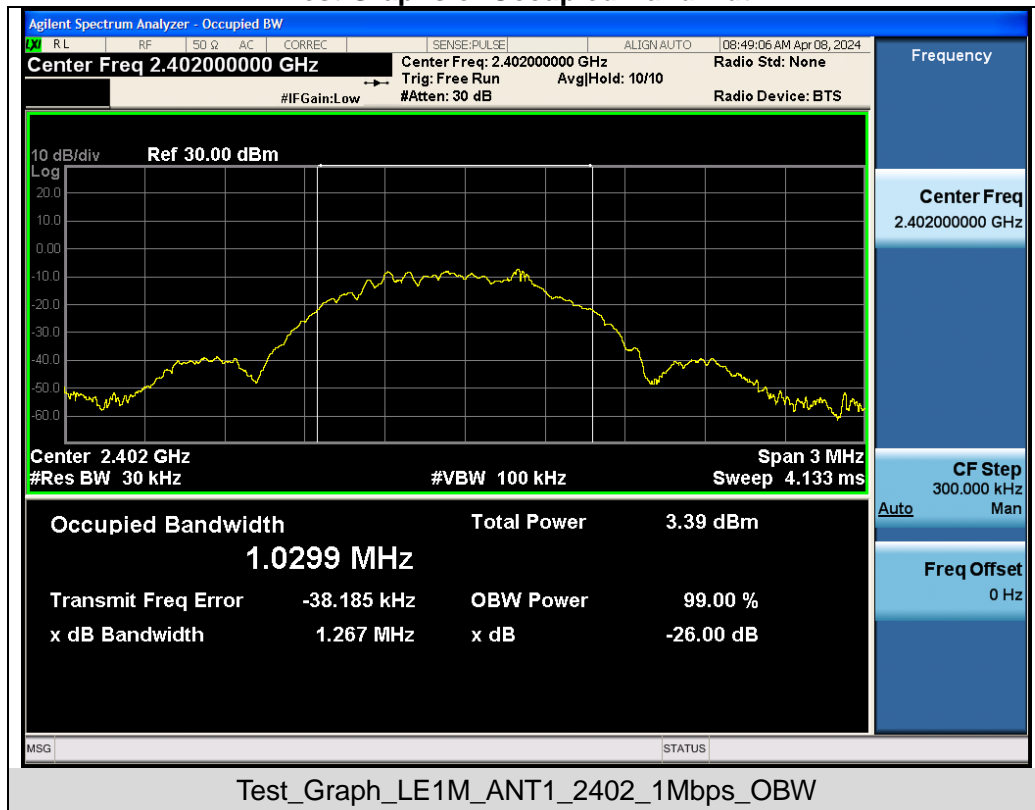 Agilent Spectrum Analyzer - Occupied BW
LXI RL RF 50 Ω AC CORREC SENSE:PULSE ALIGN AUTO 08:49:06 AM Apr 08, 2024
Center Freq 2.402000000 GHz
Center Freq: 2.402000000 GHz
Radio Std: None
Trig: Free Run Avg|Hold: 10/10
#IFGain:Low
#Atten: 30 dB
Radio Device: BTS
Frequency
10 dB/div Ref 30.00 dBm
Log
20.0
10.0
0.00
-10.0
-20.0
-30.0
-40.0
-50.0
-60.0
Center Freq
2.402000000 GHz
Center 2.402 GHz Span 3 MHz
#Res BW 30 kHz #VBW 100 kHz Sweep 4.133 ms
CF Step
300.000 kHz
Auto Man
Occupied Bandwidth Total Power 3.39 dBm
1.0299 MHz
Transmit Freq Error -38.185 kHz OBW Power 99.00 %
x dB Bandwidth 1.267 MHz x dB -26.00 dB
Freq Offset
0 Hz
MSG STATUS
Test_Graph_LE1M_ANT1_2402_1Mbps_OBW